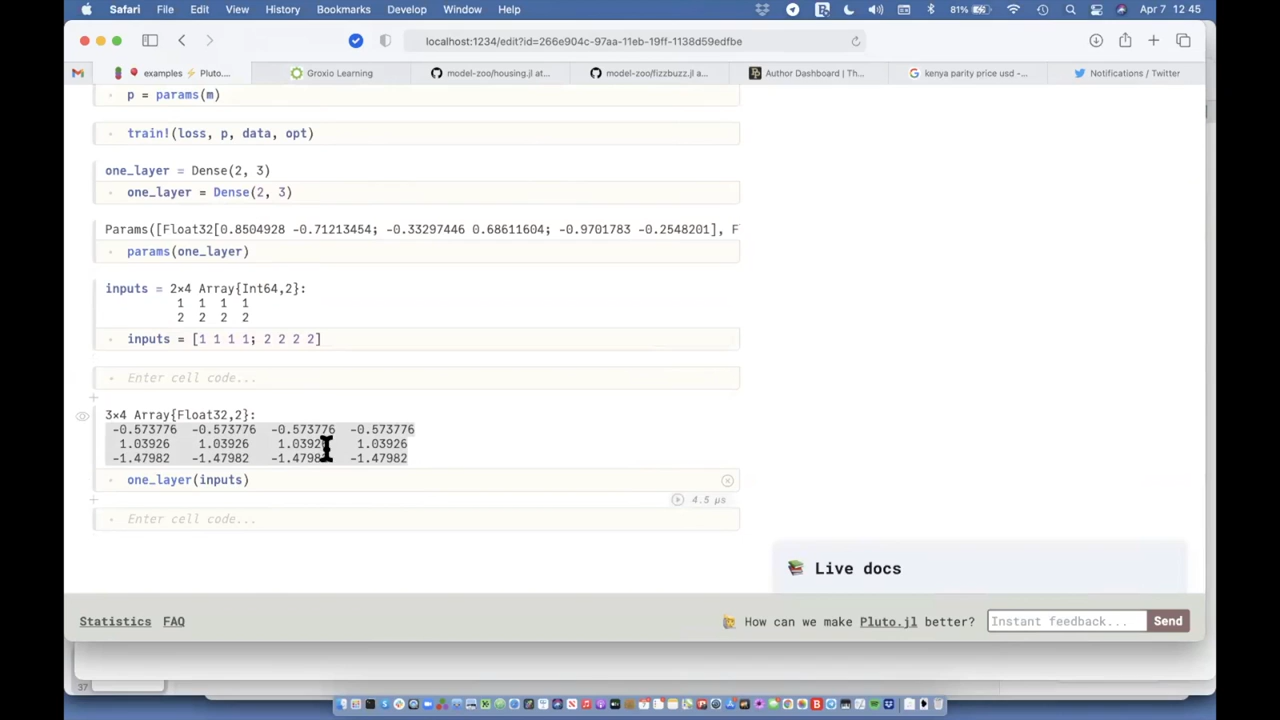 Safari File Edit View History Bookmarks Develop Window Help 81% Apr 7 12 45
localhost:1234/edit?id=266e904c-97aa-11eb-19ff-1138d59edfbe
examples ⚡ Pluto.... Groxio Learning model-zoo/housing.jl at... model-zoo/fizzbuzz.jl a... Author Dashboard | Th... kenya parity price usd -... Notifications / Twitter
p = params(m)
train!(loss, p, data, opt)
one_layer = Dense(2, 3)
one_layer = Dense(2, 3)
Params([Float32[0.8504928 -0.71213454; -0.33297446 0.68611604; -0.9701783 -0.2548201], F
params(one_layer)
inputs = 2×4 Array{Int64,2}:
1 1 1 1
2 2 2 2
inputs = [1 1 1 1; 2 2 2 2]
Enter cell code...
3×4 Array{Float32,2}:
-0.573776 -0.573776 -0.573776 -0.573776
1.03926 1.03926 1.03926 1.03926
-1.47982 -1.47982 -1.47982 -1.47982
one_layer(inputs)
4.5 μs
Enter cell code...
Live docs
Statistics FAQ How can we make Pluto.jl better? Instant feedback... Send
37